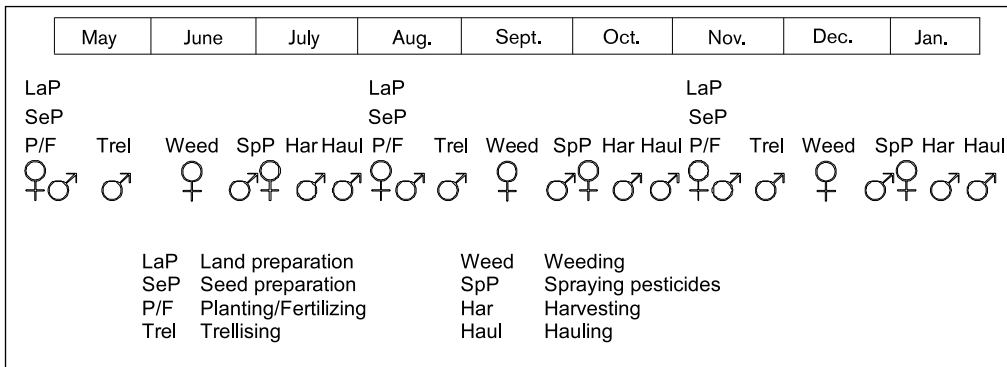 May June July Aug. Sept. Oct. Nov. Dec. Jan.
LaP LaP LaP
SeP SeP SeP
P/F Trel Weed SpP Har Haul P/F Trel Weed SpP Har Haul P/F Trel Weed SpP Har Haul
♀♂ ♂ ♀ ♂♀ ♂ ♂ ♀♂ ♂ ♀ ♂♀ ♂ ♂ ♀♂ ♂ ♀ ♂♀ ♂ ♂
LaP Land preparation Weed Weeding
SeP Seed preparation SpP Spraying pesticides
P/F Planting/Fertilizing Har Harvesting
Trel Trellising Haul Hauling